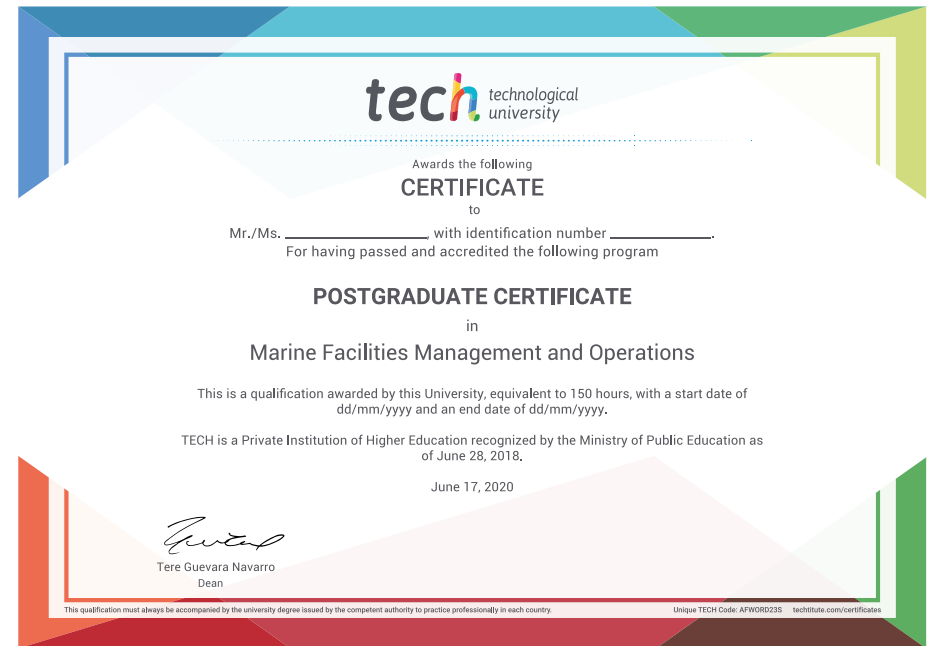 tech technological
university
Awards the following
CERTIFICATE
to
Mr./Ms. ____________________, with identification number ______________.
For having passed and accredited the following program
POSTGRADUATE CERTIFICATE
in
Marine Facilities Management and Operations
This is a qualification awarded by this University, equivalent to 150 hours, with a start date of
dd/mm/yyyy and an end date of dd/mm/yyyy.
TECH is a Private Institution of Higher Education recognized by the Ministry of Public Education as
of June 28, 2018.
June 17, 2020
Tere Guevara Navarro
Dean
This qualification must always be accompanied by the university degree issued by the competent authority to practice professionally in each country.
Unique TECH Code: AFWORD23S techtitute.com/certificates